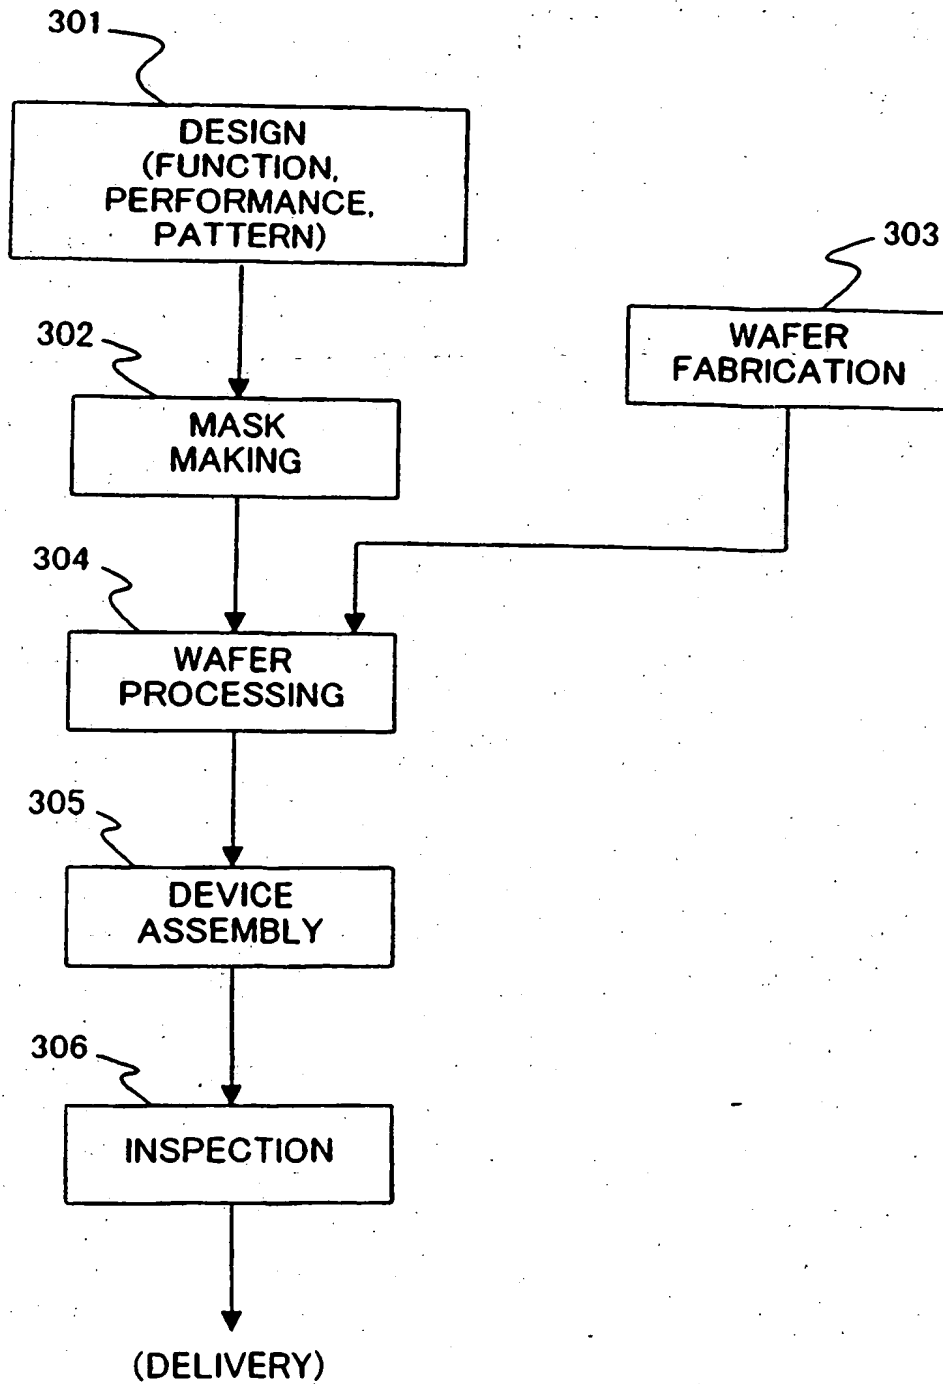 301
DESIGN
(FUNCTION,
PERFORMANCE,
PATTERN)
303
WAFER
FABRICATION
302
MASK
MAKING
304
WAFER
PROCESSING
305
DEVICE
ASSEMBLY
306
INSPECTION
(DELIVERY)